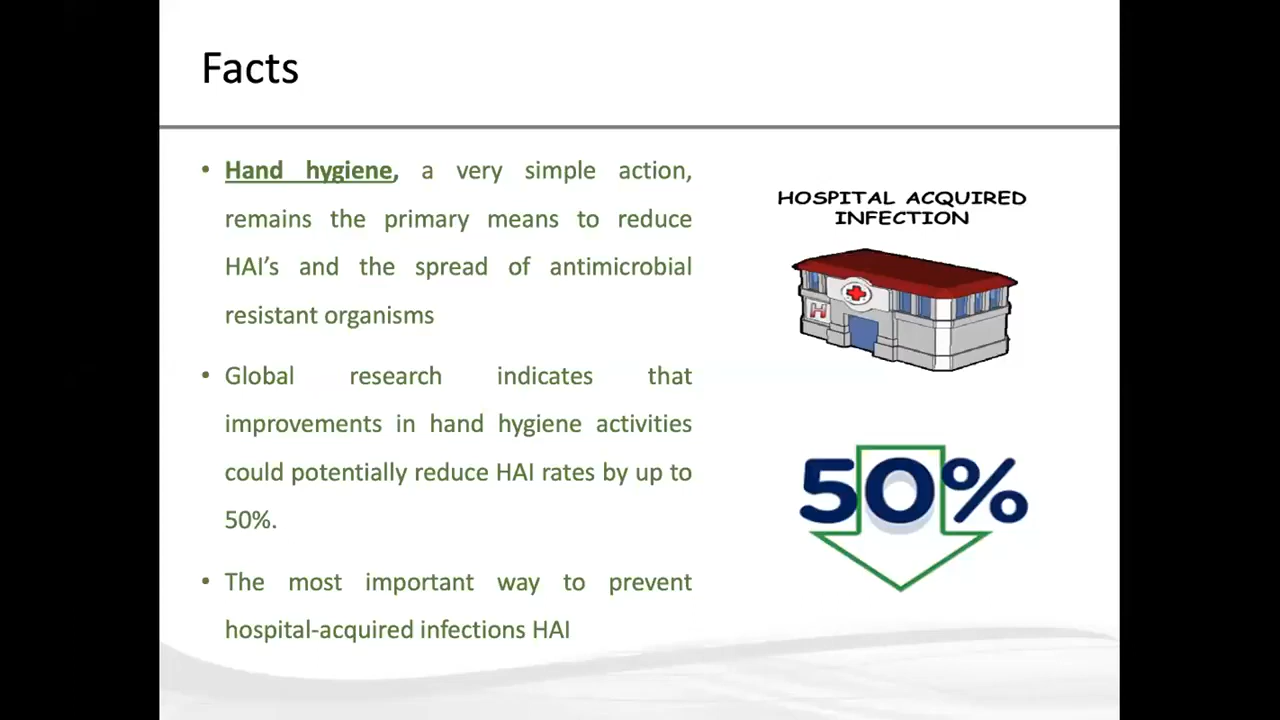 Facts
• Hand hygiene, a very simple action,
remains the primary means to reduce
HAI’s and the spread of antimicrobial
resistant organisms
• Global research indicates that
improvements in hand hygiene activities
could potentially reduce HAI rates by up to
50%.
• The most important way to prevent
hospital-acquired infections HAI
HOSPITAL ACQUIRED
INFECTION
H
50%